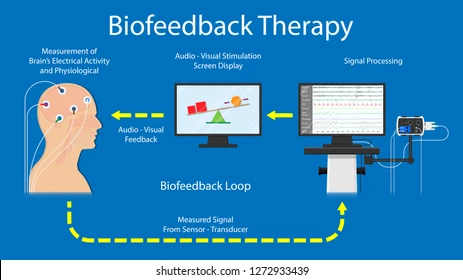 Biofeedback Therapy
Measurement of
Brain's Electrical Activity
and Physiological
Audio - Visual Stimulation
Screen Display
Signal Processing
Audio - Visual
Feedback
Biofeedback Loop
Measured Signal
From Sensor - Transducer
shutterstock.com · 1272933439